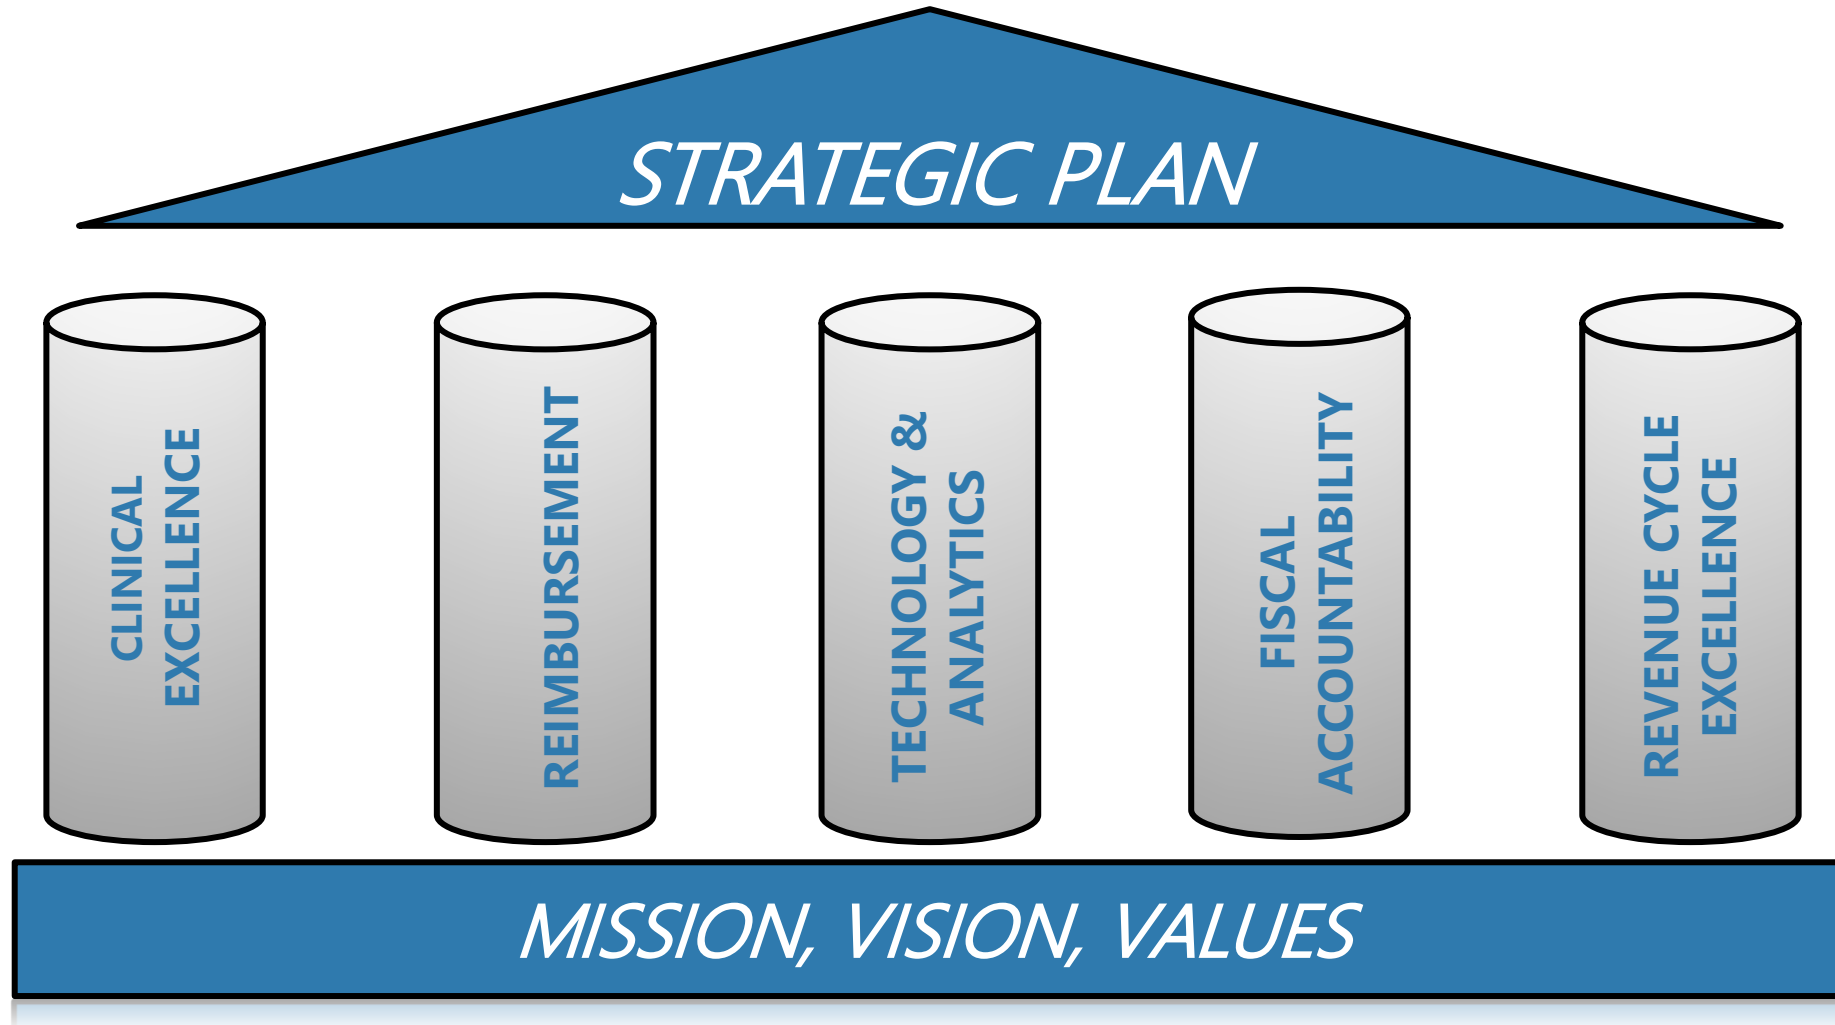 STRATEGIC PLAN
CLINICAL
EXCELLENCE
REIMBURSEMENT
TECHNOLOGY &
ANALYTICS
FISCAL
ACCOUNTABILITY
REVENUE CYCLE
EXCELLENCE
MISSION, VISION, VALUES